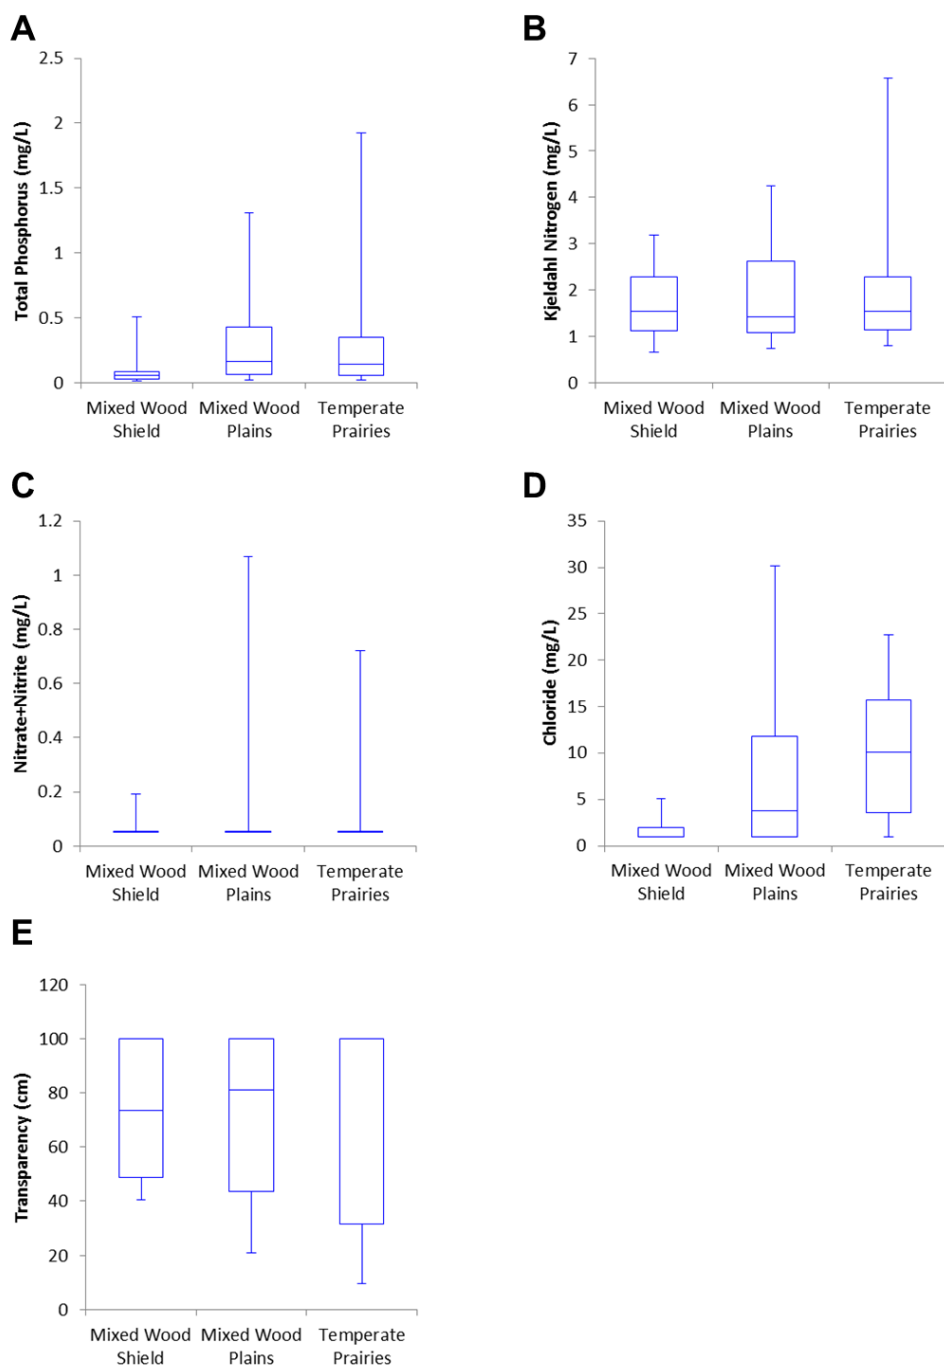 A
Total Phosphorus (mg/L)
2.5
2
1.5
1
0.5
0
Mixed Wood Mixed Wood Temperate
Shield Plains Prairies
B
Kjeldahl Nitrogen (mg/L)
7
6
5
4
3
2
1
0
Mixed Wood Mixed Wood Temperate
Shield Plains Prairies
C
Nitrate+Nitrite (mg/L)
1.2
1
0.8
0.6
0.4
0.2
0
Mixed Wood Mixed Wood Temperate
Shield Plains Prairies
D
Chloride (mg/L)
35
30
25
20
15
10
5
0
Mixed Wood Mixed Wood Temperate
Shield Plains Prairies
E
Transparency (cm)
120
100
80
60
40
20
0
Mixed Wood Mixed Wood Temperate
Shield Plains Prairies